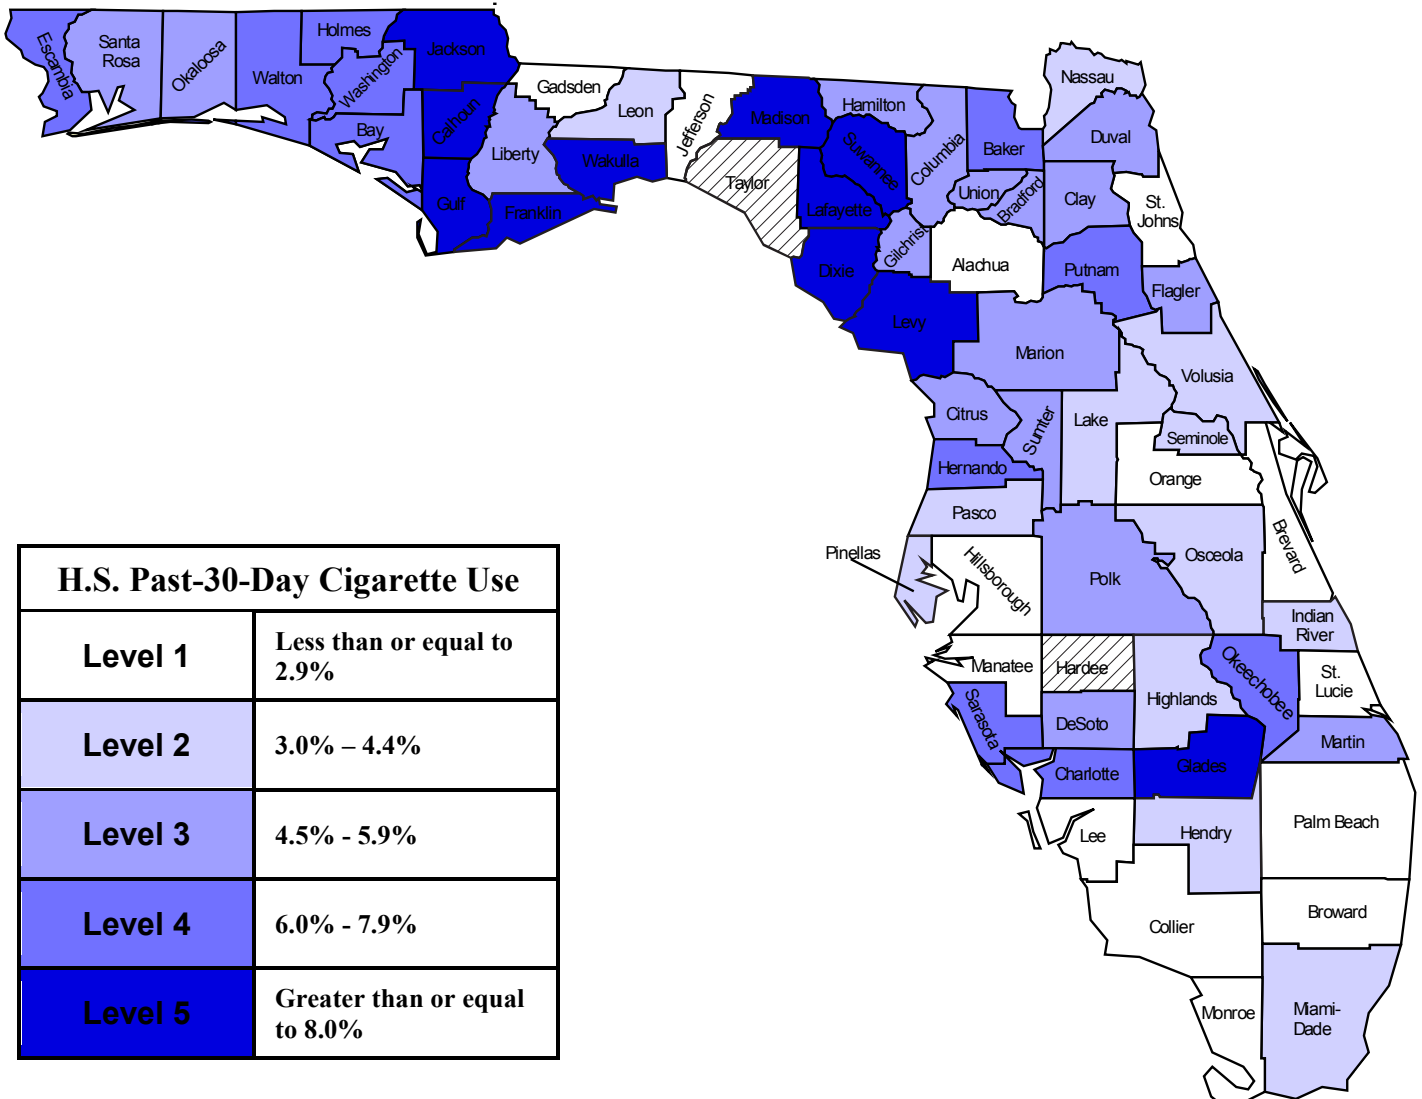 Escambia
Santa
Rosa
Okaloosa
Walton
Holmes
Washington
Jackson
Bay
Calhoun
Gulf
Gadsden
Liberty
Leon
Wakulla
Franklin
Jefferson
Madison
Taylor
Hamilton
Suwannee
Lafayette
Dixie
Columbia
Gilchrist
Levy
Baker
Union
Bradford
Alachua
Nassau
Duval
Clay
St.
Johns
Putnam
Flagler
Marion
Volusia
Citrus
Sumter
Lake
Seminole
Hernando
Orange
Pasco
Brevard
Pinellas
Hillsborough
Polk
Osceola
Indian
River
Manatee
Hardee
Highlands
Okeechobee
St.
Lucie
Sarasota
DeSoto
Martin
Charlotte
Glades
Lee
Hendry
Palm Beach
Collier
Broward
Monroe
Miami-
Dade
H.S. Past-30-Day Cigarette Use
Level 1
Less than or equal to
2.9%
Level 2
3.0% – 4.4%
Level 3
4.5% - 5.9%
Level 4
6.0% - 7.9%
Level 5
Greater than or equal
to 8.0%